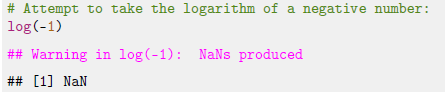 # Attempt to take the logarithm of a negative number:
log(-1)
## Warning in log(-1):  NaNs produced
## [1] NaN